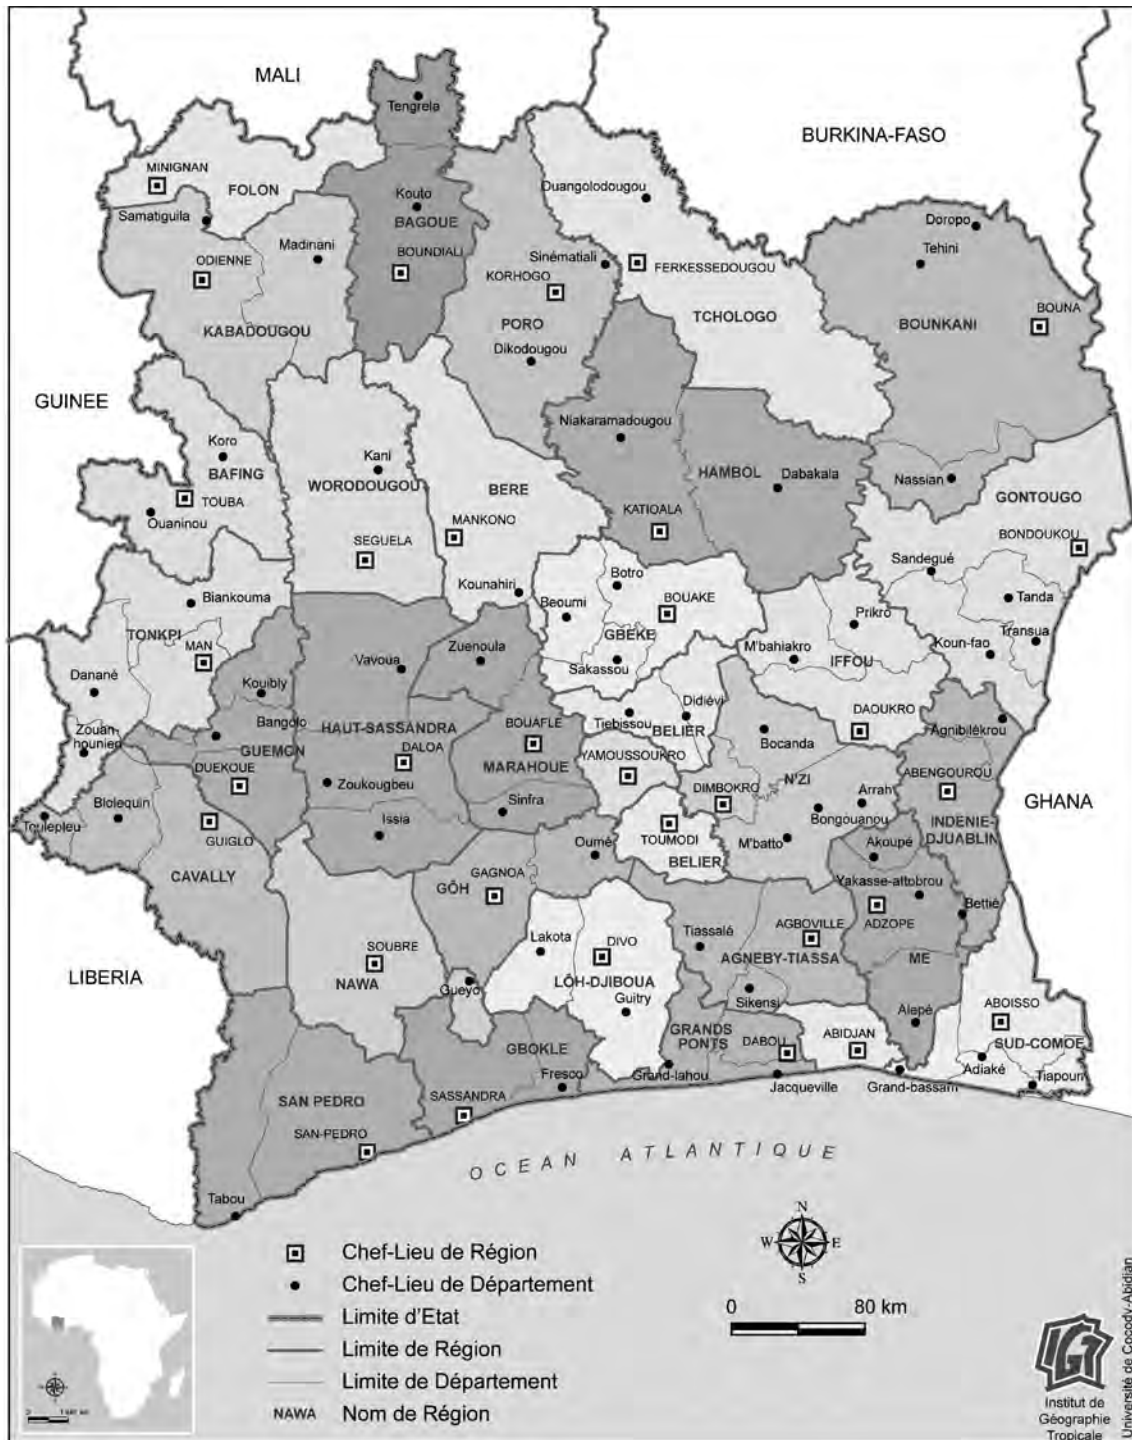 MALI
BURKINA-FASO
Tengrela
MINIGNAN
FOLON
Kouto
BAGOUE
Ouangolodougou
Samatiguila
Doropo
Tehini
ODIENNE
Madinani
BOUNDIALI
Sinématiali
KORHOGO
FERKESSEDOUGOU
KABADOUGOU
PORO
TCHOLOGO
BOUNKANI
BOUNA
Dikodougou
GUINEE
Niakaramadougou
Koro
BAFING
Kani
WORODOUGOU
BERE
HAMBOL
Dabakala
Nassian
GONTOUGO
TOUBA
Ouaninou
MANKONO
KATIOALA
BONDOUKOU
SEGUELA
Sandegué
Kounahiri
Botro
Biankouma
Beoumi
BOUAKE
Prikro
Tanda
TONKPI
MAN
Zuenoula
GBEKE
Transua
Koun-fao
M'bahiakro
IFFOU
Vavoua
Sakassou
Danané
Kouibly
Didiévi
Tiebissou
BELIER
DAOUKRO
Bangolo
HAUT-SASSANDRA
BOUAFLE
Agnibilékrou
Zouan-
hounien
GUEMON
Bocanda
DUEKOUE
DALOA
MARAHOUE
YAMOUSSOUKRO
N'ZI
ABENGOUROU
Zoukougbeu
DIMBOKRO
Arrah
GHANA
Blolequin
Sinfra
Bongouanou
INDENIE-
DJUABLIN
Toulepleu
GUIGLO
Issia
Oumé
TOUMODI
M'batto
Akoupé
BELIER
CAVALLY
GÔH
GAGNOA
Yakasse-attobrou
Bettié
ADZOPE
AGBOVILLE
LIBERIA
SOUBRE
Lakota
DIVO
Tiassalé
AGNEBY-TIASSA
ME
NAWA
Gueyo
LÔH-DJIBOUA
Sikensi
Guitry
Alepé
ABOISSO
GRANDS
PONTS
ABIDJAN
SUD-COMOE
GBOKLE
DABOU
Fresco
Grand-lahou
Adiaké
Jacqueville
Grand-bassam
Tiapoum
SAN PEDRO
SASSANDRA
SAN-PEDRO
OCEAN ATLANTIQUE
Tabou
N
W E
S
Chef-Lieu de Région
Chef-Lieu de Département
Limite d'Etat
Limite de Région
Limite de Département
NAWA Nom de Région
0 80 km
IGT
Institut de
Géographie
Tropicale
Université de Cocody-Abidjan